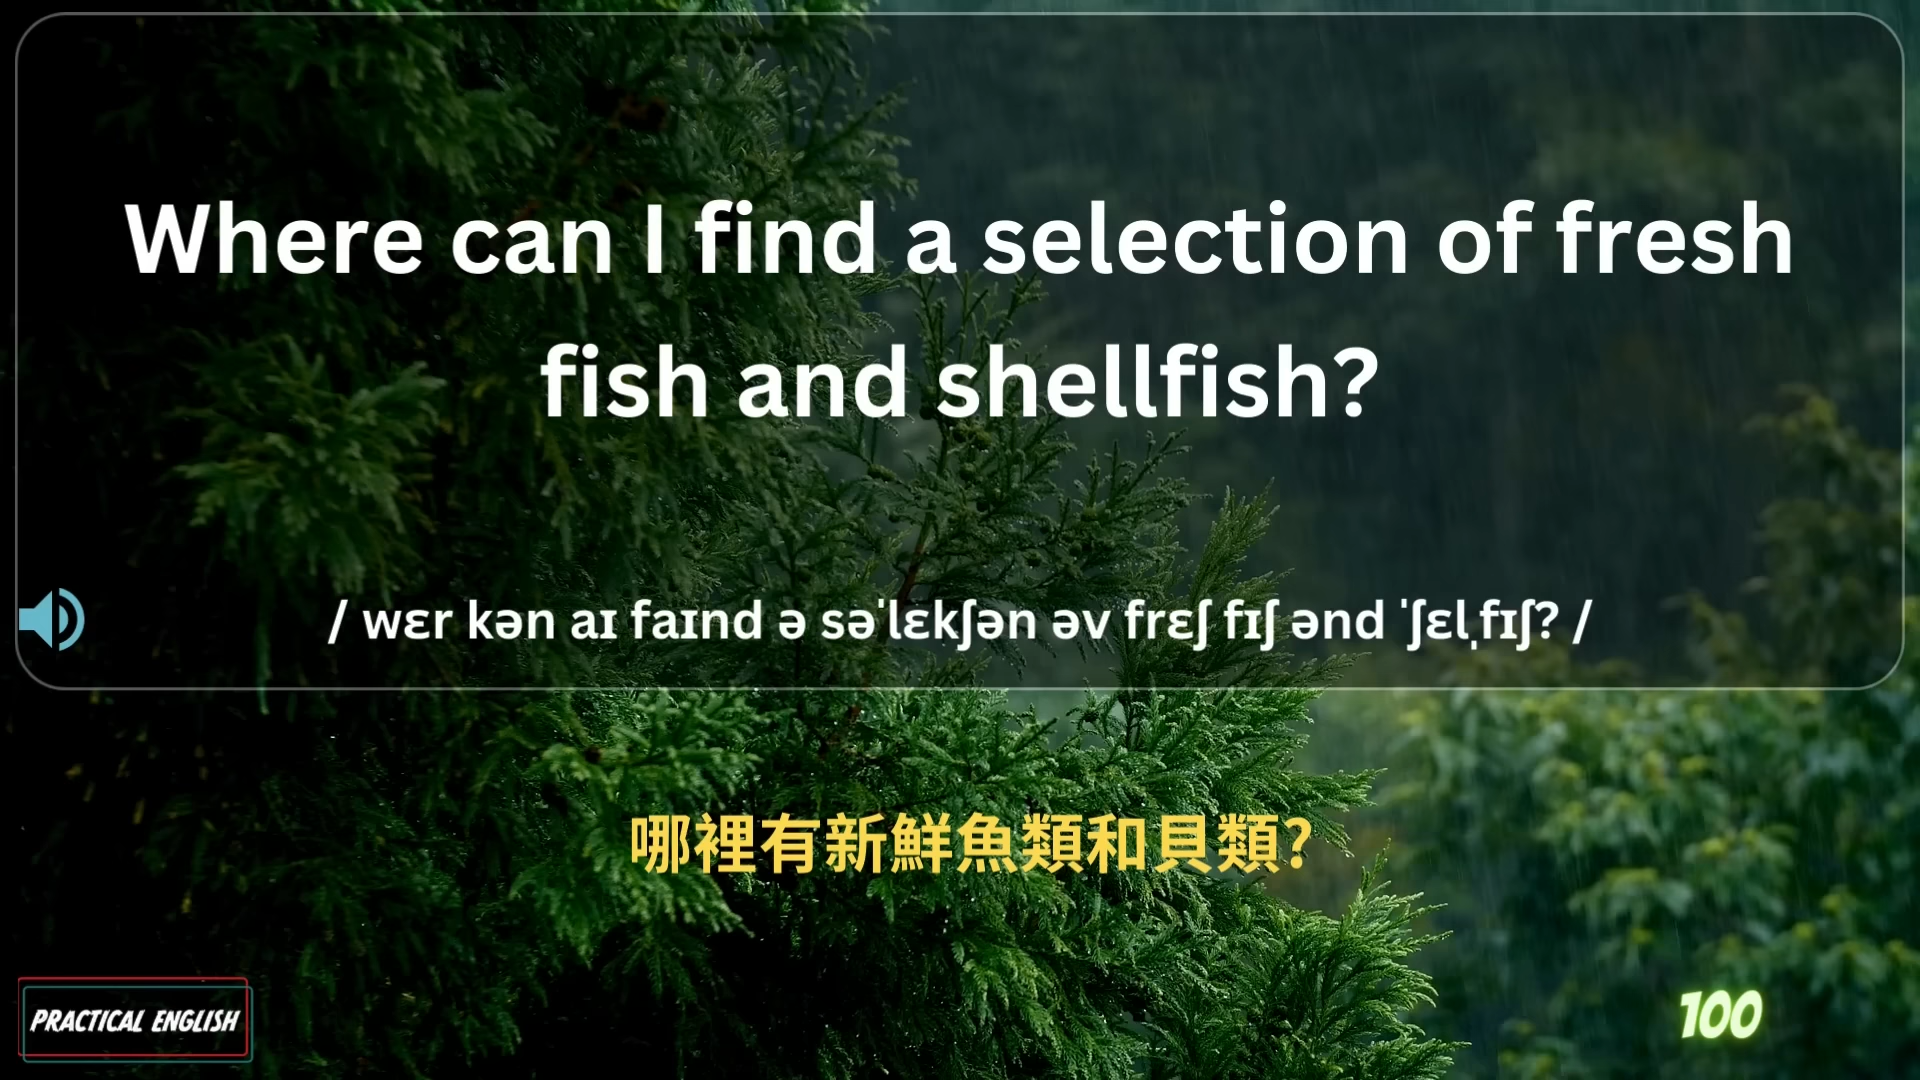 Where can I find a selection of fresh
fish and shellfish?
/ wɛr kən aɪ faɪnd ə səˈlɛkʃən əv frɛʃ fɪʃ ənd ˈʃɛlˌfɪʃ? /
哪裡有新鮮魚類和貝類?
PRACTICAL ENGLISH
100